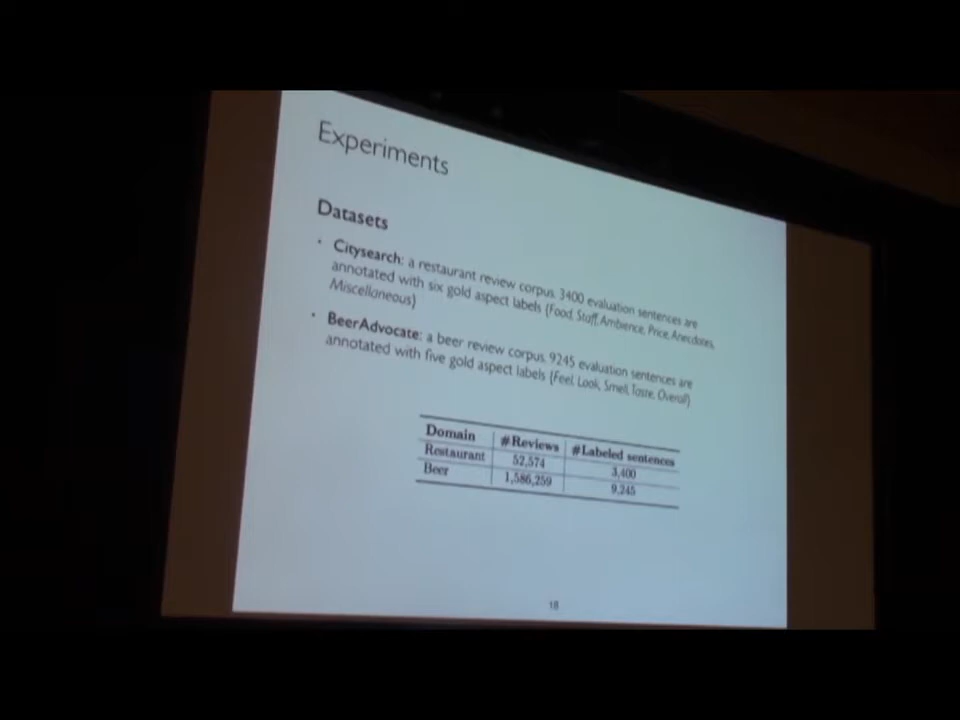 Experiments
Datasets
• Citysearch: a restaurant review corpus. 3400 evaluation sentences are
annotated with six gold aspect labels {Food, Staff, Ambience, Price, Anecdotes,
Miscellaneous}
• BeerAdvocate: a beer review corpus. 9245 evaluation sentences are
annotated with five gold aspect labels {Feel, Look, Smell, Taste, Overall}
Domain #Reviews #Labeled sentences
Restaurant 52,574 3,400
Beer 1,586,259 9,245
18